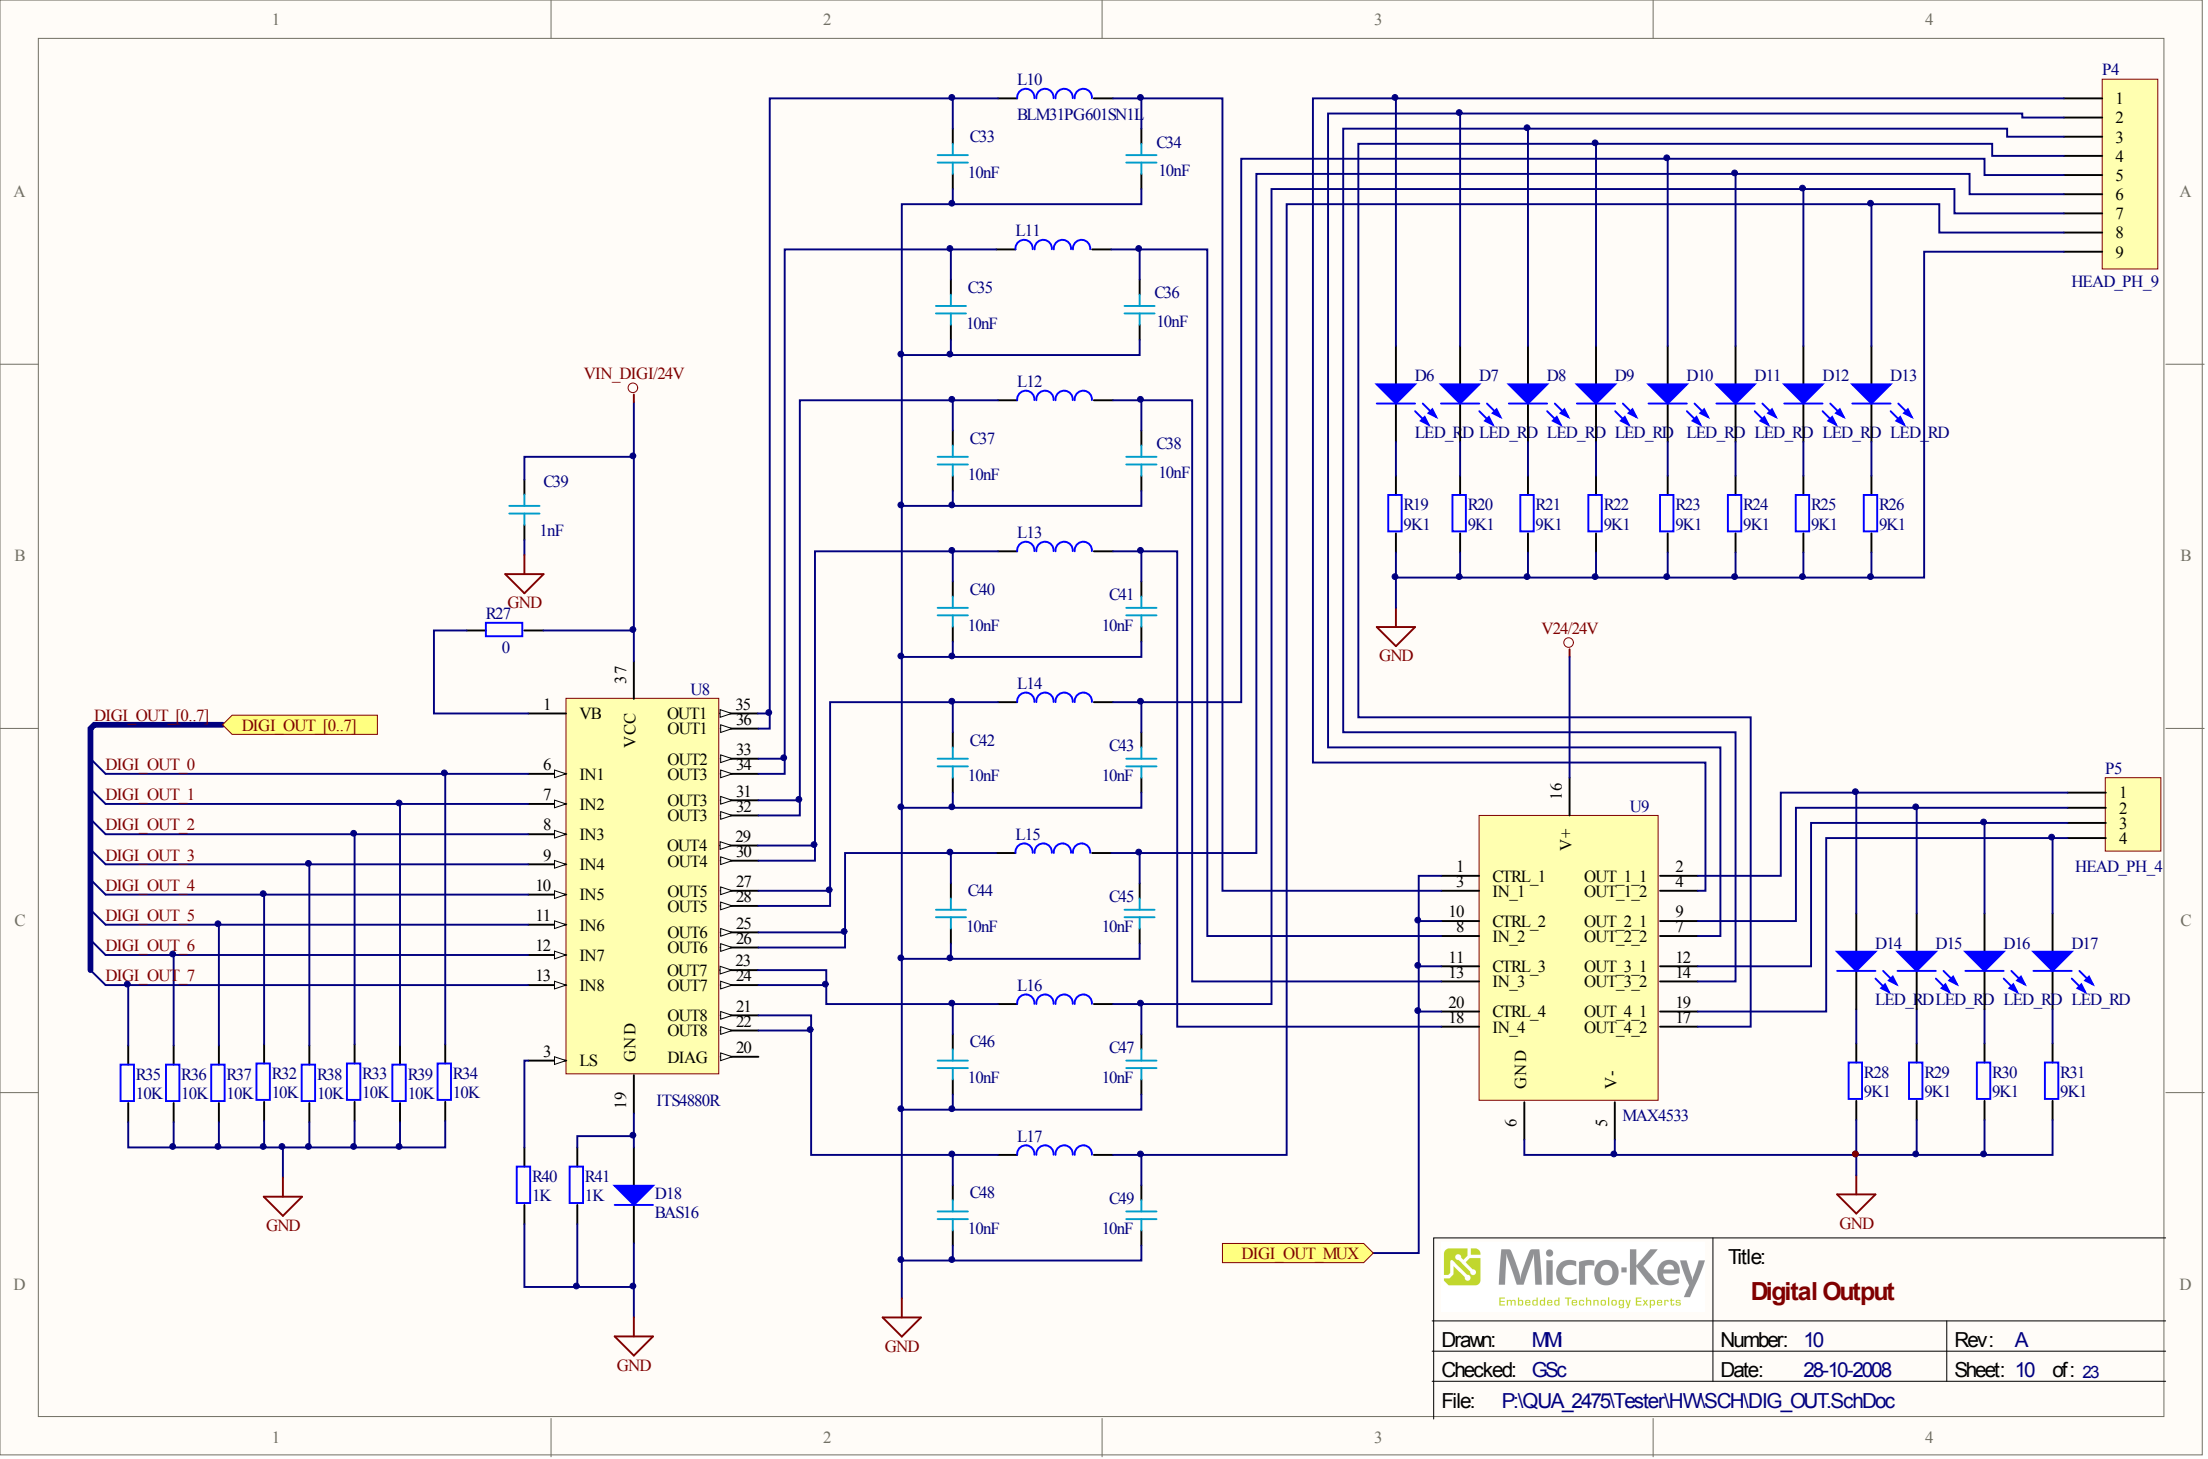 1 2 3 4
A
B
C
D
A
B
C
D
1 2 3 4
L10
BLM31PG601SN1L
C33
10nF
C34
10nF
L11
C35
10nF
C36
10nF
L12
C37
10nF
C38
10nF
L13
C40
10nF
C41
10nF
L14
C42
10nF
C43
10nF
L15
C44
10nF
C45
10nF
L16
C46
10nF
C47
10nF
L17
C48
10nF
C49
10nF
GND
VIN_DIGI/24V
C39
1nF
GND
R27
0
DIGI_OUT_[0..7]
DIGI_OUT_[0..7]
DIGI_OUT_0
DIGI_OUT_1
DIGI_OUT_2
DIGI_OUT_3
DIGI_OUT_4
DIGI_OUT_5
DIGI_OUT_6
DIGI_OUT_7
R35
10K
R36
10K
R37
10K
R32
10K
R38
10K
R33
10K
R39
10K
R34
10K
GND
U8
37
VCC
1 VB
6 IN1
7 IN2
8 IN3
9 IN4
10 IN5
11 IN6
12 IN7
13 IN8
3 LS
GND
19
OUT1 35
OUT1 36
OUT2 33
OUT3 34
OUT3 31
OUT3 32
OUT4 29
OUT4 30
OUT5 27
OUT5 28
OUT6 25
OUT6 26
OUT7 23
OUT7 24
OUT8 21
OUT8 22
DIAG 20
ITS4880R
R40
1K
R41
1K
D18
BAS16
GND
P4
1
2
3
4
5
6
7
8
9
HEAD_PH_9
D6
LED_RD
D7
LED_RD
D8
LED_RD
D9
LED_RD
D10
LED_RD
D11
LED_RD
D12
LED_RD
D13
LED_RD
R19
9K1
R20
9K1
R21
9K1
R22
9K1
R23
9K1
R24
9K1
R25
9K1
R26
9K1
GND
V24/24V
16
U9
V+
1 CTRL_1
3 IN_1
10 CTRL_2
8 IN_2
11 CTRL_3
13 IN_3
20 CTRL_4
18 IN_4
OUT_1_1 2
OUT_1_2 4
OUT_2_1 9
OUT_2_2 7
OUT_3_1 12
OUT_3_2 14
OUT_4_1 19
OUT_4_2 17
GND
V-
6
5
MAX4533
P5
1
2
3
4
HEAD_PH_4
D14
LED_RD
D15
LED_RD
D16
LED_RD
D17
LED_RD
R28
9K1
R29
9K1
R30
9K1
R31
9K1
GND
DIGI_OUT_MUX
Micro·Key
Embedded Technology Experts
Title:
Digital Output
Drawn: MMi
Number: 10
Rev: A
Checked: GSc
Date: 28-10-2008
Sheet: 10 of: 23
File: P:\QUA_2475\Tester\HW\SCH\DIG_OUT.SchDoc